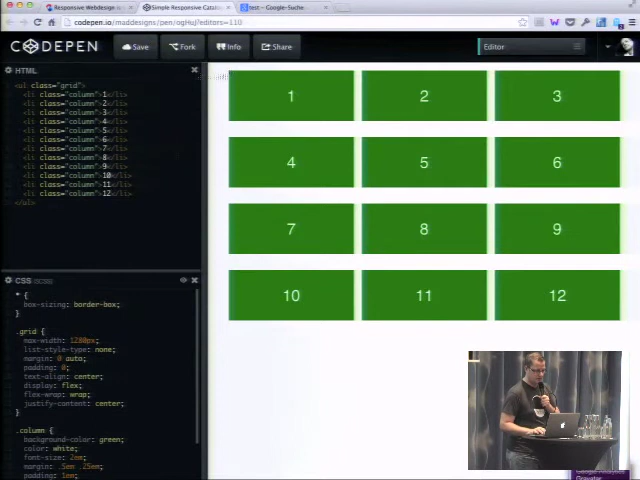 Responsive Webdesign
Simple Responsive Catalo
test - Google-Suche
codepen.io/maddesigns/pen/ogHuJ?editors=110
CODEPEN
Save
Fork
Info
Share
Editor
HTML
<ul class="grid">
<li class="column">1</li>
<li class="column">2</li>
<li class="column">3</li>
<li class="column">4</li>
<li class="column">5</li>
<li class="column">6</li>
<li class="column">7</li>
<li class="column">8</li>
<li class="column">9</li>
<li class="column">10</li>
<li class="column">11</li>
<li class="column">12</li>
</ul>
CSS (SCSS)
* {
box-sizing: border-box;
}
.grid {
max-width: 1280px;
list-style-type: none;
margin: 0 auto;
padding: 0;
text-align: center;
display: flex;
flex-wrap: wrap;
justify-content: center;
}
.column {
background-color: green;
color: white;
font-size: 2em;
margin: .5em .25em;
padding: 1em;
1 2 3
4 5 6
7 8 9
10 11 12
Google Analytics
Gravatar